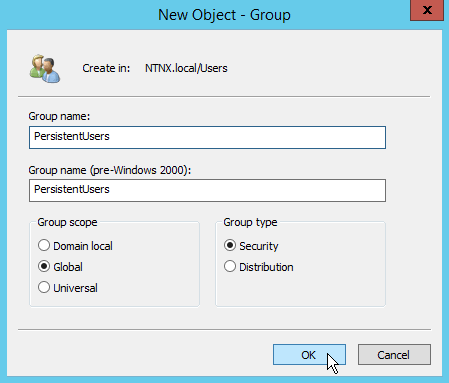 New Object - Group
x
Create in: NTNX.local/Users
Group name:
PersistentUsers
Group name (pre-Windows 2000):
PersistentUsers
Group scope
Domain local
Global
Universal
Group type
Security
Distribution
OK
Cancel